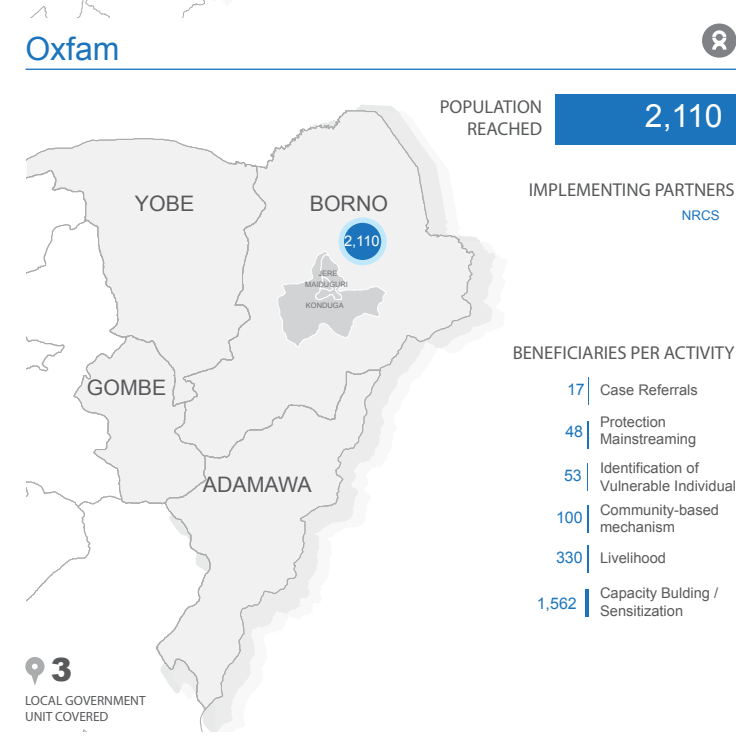 Oxfam
POPULATION
REACHED
2,110
IMPLEMENTING PARTNERS
NRCS
YOBE
BORNO
2,110
JERE
MAIDUGURI
KONDUGA
GOMBE
ADAMAWA
BENEFICIARIES PER ACTIVITY
17 Case Referrals
48 Protection
Mainstreaming
53 Identification of
Vulnerable Individual
100 Community-based
mechanism
330 Livelihood
1,562 Capacity Bulding /
Sensitization
3
LOCAL GOVERNMENT
UNIT COVERED